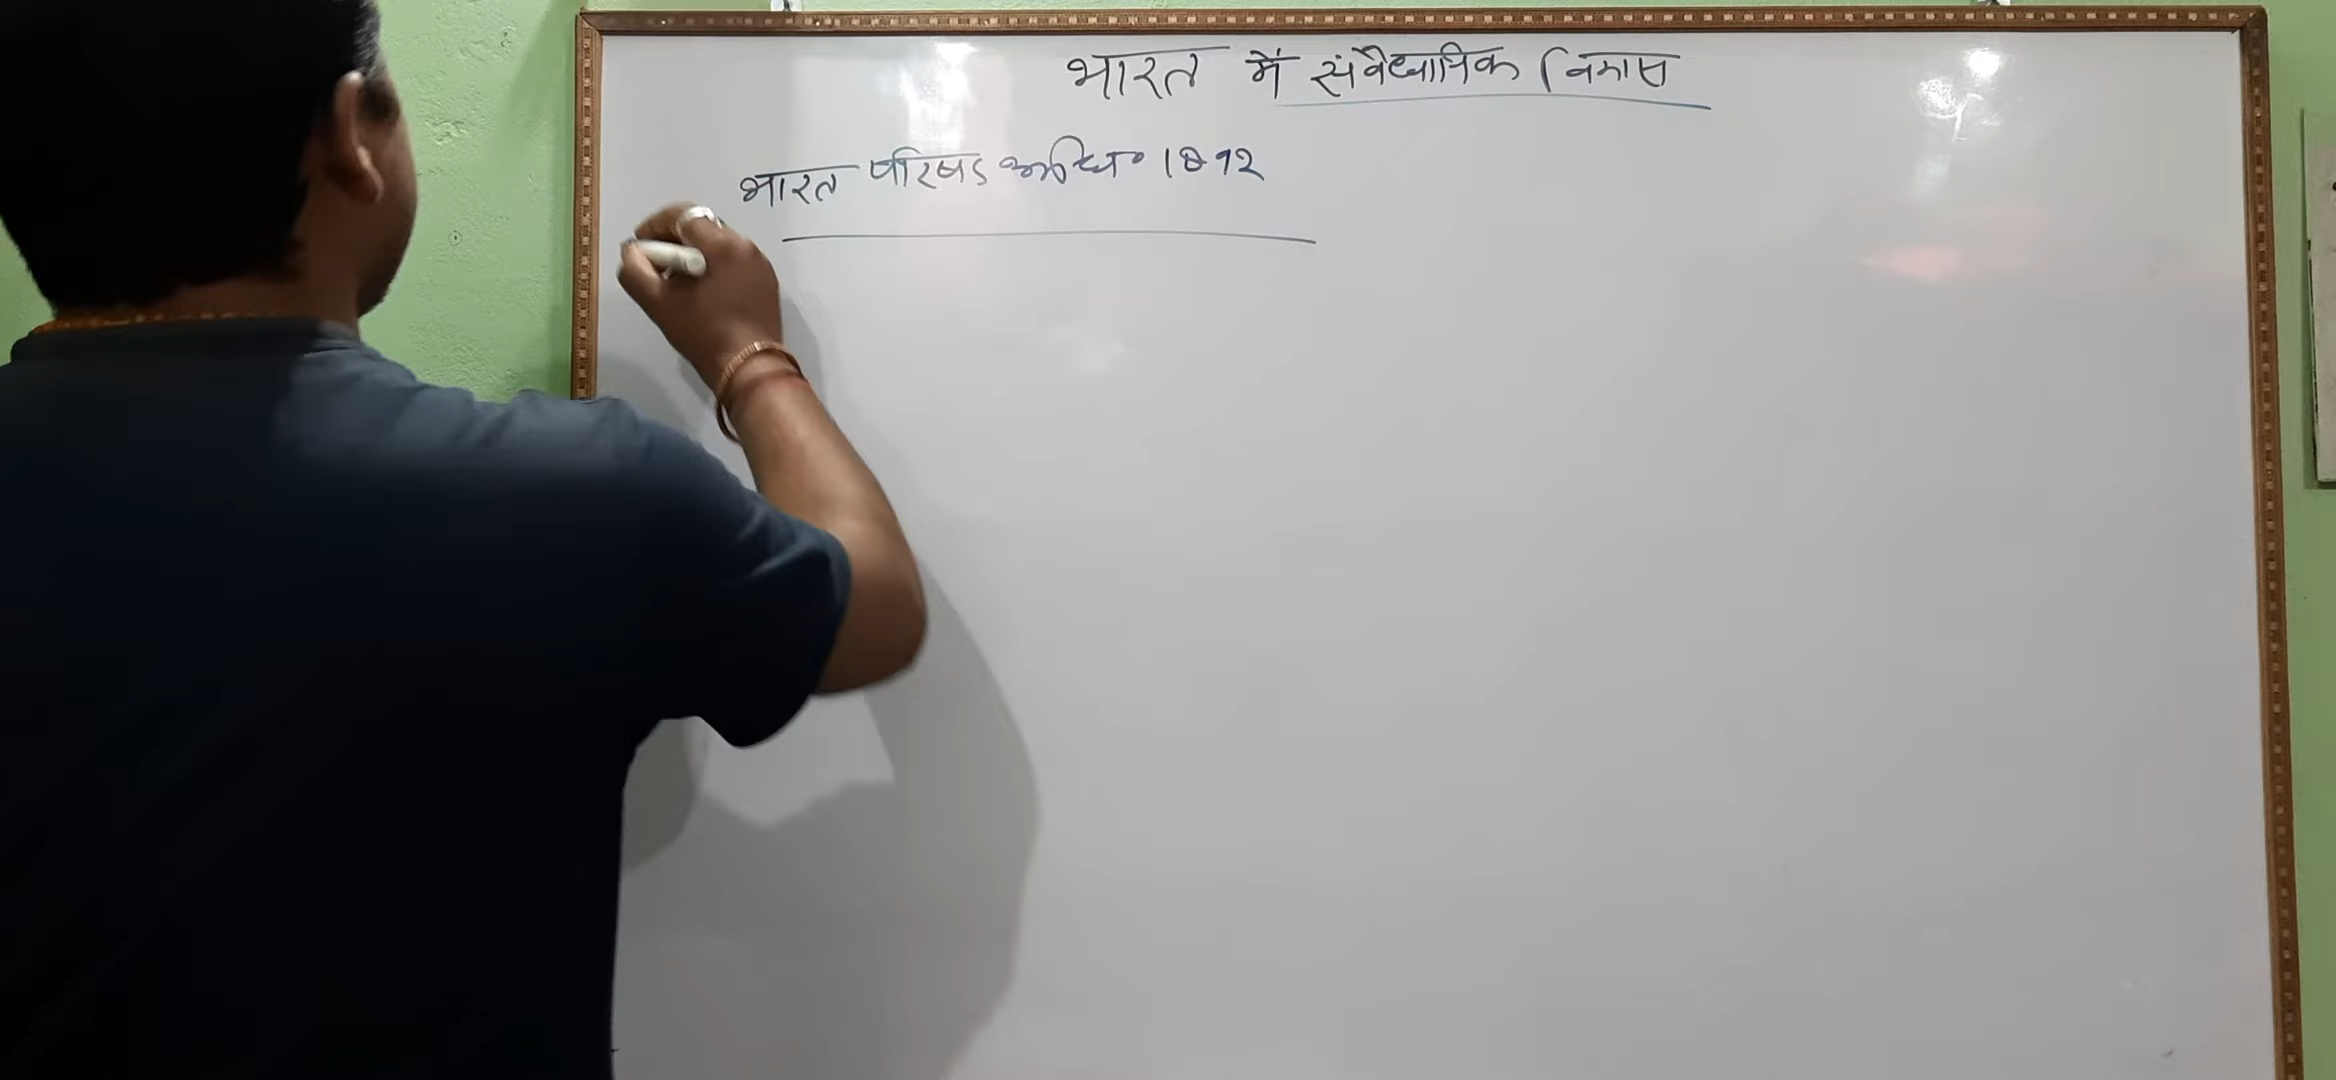 भारत में संवैधानिक विकास
भारत परिषद अधि॰ 1892